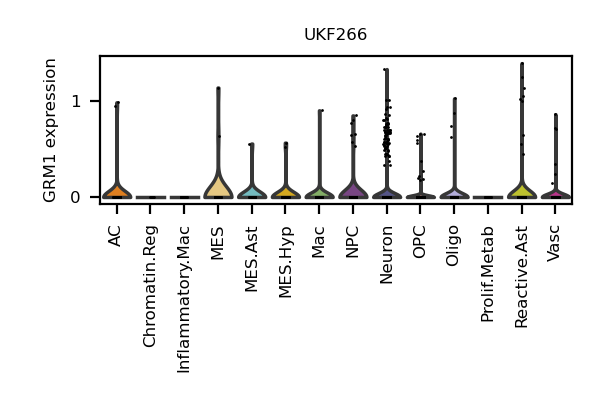 UKF266
GRM1 expression
1
0
AC
Chromatin.Reg
Inflammatory.Mac
MES
MES.Ast
MES.Hyp
Mac
NPC
Neuron
OPC
Oligo
Prolif.Metab
Reactive.Ast
Vasc